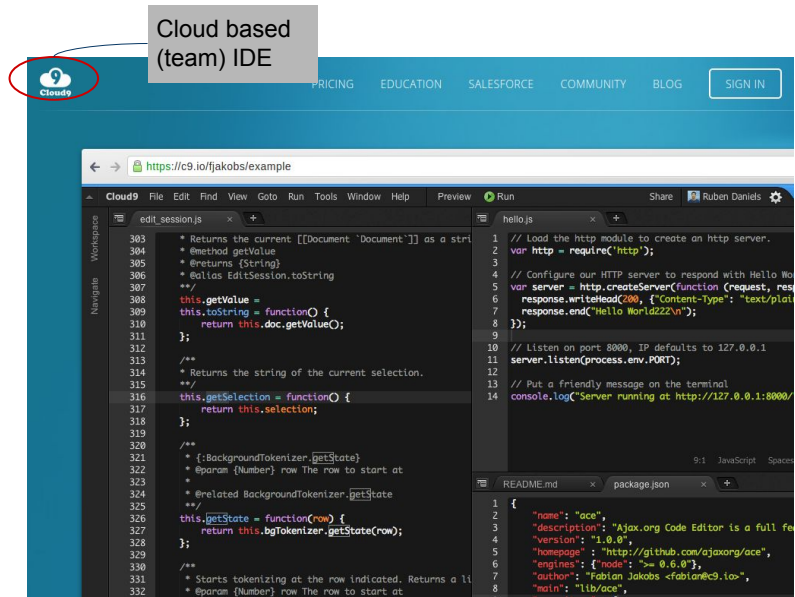 Cloud based
(team) IDE
9
Cloud9
PRICING EDUCATION SALESFORCE COMMUNITY BLOG SIGN IN
https://c9.io/fjakobs/example
Cloud9 File Edit Find View Goto Run Tools Window Help Preview Run Share Ruben Daniels
Workspace
Navigate
edit_session.js × +
303 * Returns the current [[Document `Document`]] as a stri
304 * @method getValue
305 * @returns {String}
306 * @alias EditSession.toString
307 **/
308 this.getValue =
309 this.toString = function() {
310 return this.doc.getValue();
311 };
312
313 /**
314 * Returns the string of the current selection.
315 **/
316 this.getSelection = function() {
317 return this.selection;
318 };
319
320 /**
321 * {:BackgroundTokenizer.getState}
322 * @param {Number} row The row to start at
323 *
324 * @related BackgroundTokenizer.getState
325 **/
326 this.getState = function(row) {
327 return this.bgTokenizer.getState(row);
328 };
329
330 /**
331 * Starts tokenizing at the row indicated. Returns a li
332 * @param {Number} row The row to start at
hello.js × +
1 // Load the http module to create an http server.
2 var http = require('http');
3
4 // Configure our HTTP server to respond with Hello Wo
5 var server = http.createServer(function (request, resp
6 response.writeHead(200, {"Content-Type": "text/plain
7 response.end("Hello World222\n");
8 });
9
10 // Listen on port 8000, IP defaults to 127.0.0.1
11 server.listen(process.env.PORT);
12
13 // Put a friendly message on the terminal
14 console.log("Server running at http://127.0.0.1:8000/
9:1 JavaScript Spaces
README.md × package.json × +
1 {
2 "name": "ace",
3 "description": "Ajax.org Code Editor is a full fea
4 "version": "1.0.0",
5 "homepage" : "http://github.com/ajaxorg/ace",
6 "engines": {"node": ">= 0.6.0"},
7 "author": "Fabian Jakobs <fabian@c9.io>",
8 "main": "lib/ace",